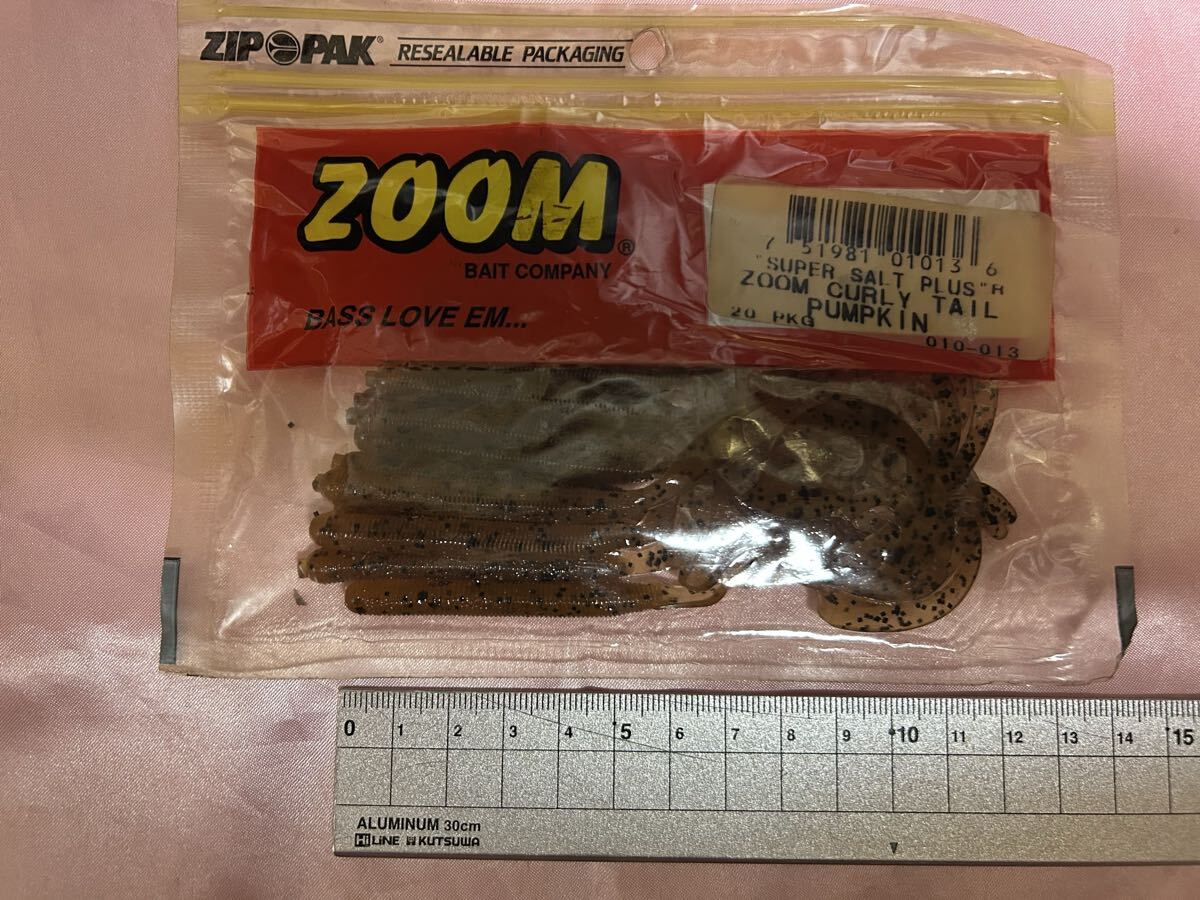 ZIP PAK® RESEALABLE PACKAGING
ZOOM®
BAIT COMPANY
BASS LOVE EM...
7 51981 01013 6
"SUPER SALT PLUS"R
ZOOM CURLY TAIL
PUMPKIN
20 PKG
010-013
0 1 2 3 4 5 6 7 8 9 10 11 12 13 14 15
ALUMINUM 30cm
Hi LiNE KUTSUWA